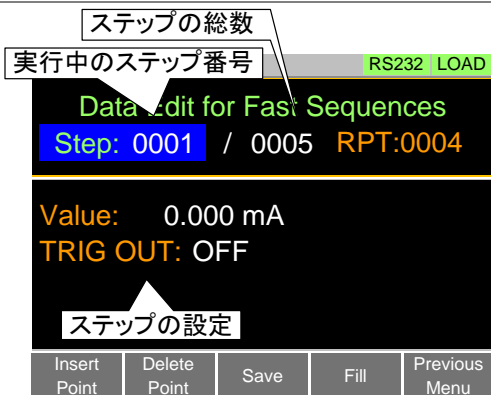 ステップの総数
実行中のステップ番号
RS232 LOAD
Data Edit for Fast Sequences
Step: 0001 / 0005 RPT:0004
Value: 0.000 mA
TRIG OUT: OFF
ステップの設定
Insert Point
Delete Point
Save
Fill
Previous Menu